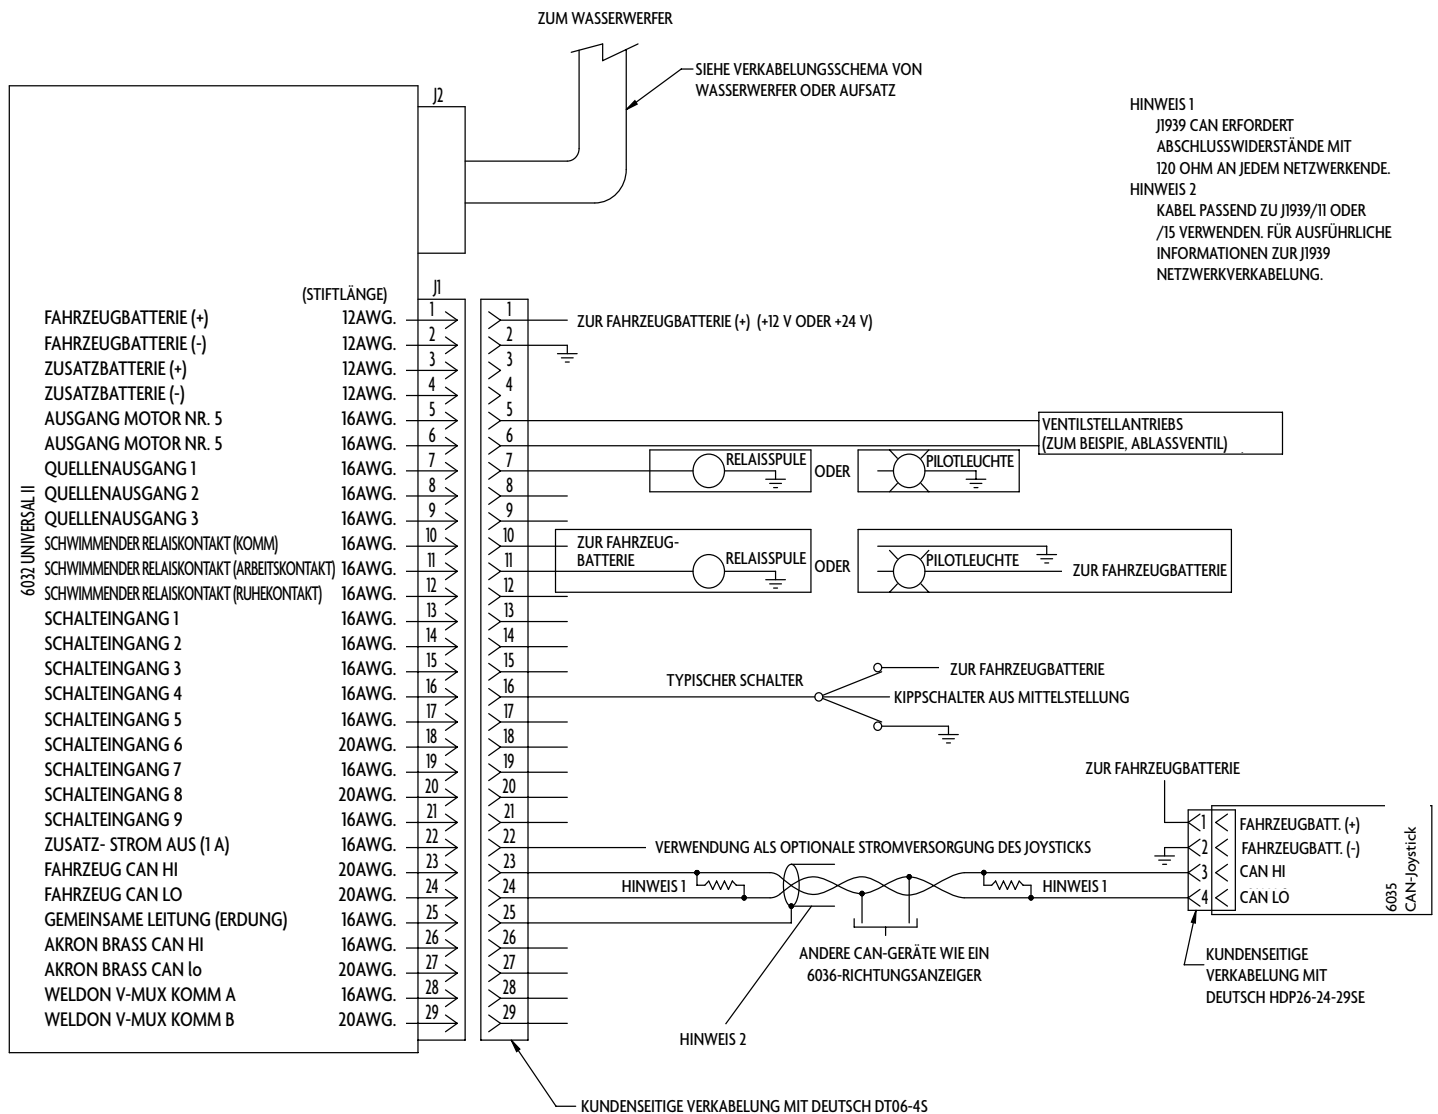 ZUM WASSERWERFER
SIEHE VERKABELUNGSSCHEMA VON
WASSERWERFER ODER AUFSATZ
HINWEIS 1
J1939 CAN ERFORDERT
ABSCHLUSSWIDERSTÄNDE MIT
120 OHM AN JEDEM NETZWERKENDE.
HINWEIS 2
KABEL PASSEND ZU J1939/11 ODER
/15 VERWENDEN. FÜR AUSFÜHRLICHE
INFORMATIONEN ZUR J1939
NETZWERKVERKABELUNG.
J2
6032 UNIVERSAL II
(STIFTLÄNGE) J1
FAHRZEUGBATTERIE (+) 12AWG. 1 1 ZUR FAHRZEUGBATTERIE (+) (+12 V ODER +24 V)
FAHRZEUGBATTERIE (-) 12AWG. 2 2
ZUSATZBATTERIE (+) 12AWG. 3 3
ZUSATZBATTERIE (-) 12AWG. 4 4
AUSGANG MOTOR NR. 5 16AWG. 5 5
AUSGANG MOTOR NR. 5 16AWG. 6 6
VENTILSTELLANTRIEBS
(ZUM BEISPIE, ABLASSVENTIL)
QUELLENAUSGANG 1 16AWG. 7 7 RELAISSPULE ODER PILOTLEUCHTE
QUELLENAUSGANG 2 16AWG. 8 8
QUELLENAUSGANG 3 16AWG. 9 9
SCHWIMMENDER RELAISKONTAKT (KOMM) 16AWG. 10 10
SCHWIMMENDER RELAISKONTAKT (ARBEITSKONTAKT) 16AWG. 11 11
SCHWIMMENDER RELAISKONTAKT (RUHEKONTAKT) 16AWG. 12 12
ZUR FAHRZEUG-
BATTERIE
RELAISSPULE ODER PILOTLEUCHTE
ZUR FAHRZEUGBATTERIE
SCHALTEINGANG 1 16AWG. 13 13
SCHALTEINGANG 2 16AWG. 14 14
SCHALTEINGANG 3 16AWG. 15 15
SCHALTEINGANG 4 16AWG. 16 16
TYPISCHER SCHALTER
ZUR FAHRZEUGBATTERIE
KIPPSCHALTER AUS MITTELSTELLUNG
SCHALTEINGANG 5 16AWG. 17 17
SCHALTEINGANG 6 20AWG. 18 18
SCHALTEINGANG 7 16AWG. 19 19
SCHALTEINGANG 8 20AWG. 20 20
SCHALTEINGANG 9 16AWG. 21 21
ZUSATZ- STROM AUS (1 A) 16AWG. 22 22 VERWENDUNG ALS OPTIONALE STROMVERSORGUNG DES JOYSTICKS
FAHRZEUG CAN HI 20AWG. 23 23
FAHRZEUG CAN LO 20AWG. 24 24
HINWEIS 1
HINWEIS 1
GEMEINSAME LEITUNG (ERDUNG) 16AWG. 25 25
AKRON BRASS CAN HI 16AWG. 26 26
AKRON BRASS CAN lo 20AWG. 27 27
WELDON V-MUX KOMM A 16AWG. 28 28
WELDON V-MUX KOMM B 20AWG. 29 29
ANDERE CAN-GERÄTE WIE EIN
6036-RICHTUNGSANZEIGER
HINWEIS 2
ZUR FAHRZEUGBATTERIE
1 FAHRZEUGBATT. (+)
2 FAHRZEUGBATT. (-)
3 CAN HI
4 CAN LO
6035
CAN-Joystick
KUNDENSEITIGE
VERKABELUNG MIT
DEUTSCH HDP26-24-29SE
KUNDENSEITIGE VERKABELUNG MIT DEUTSCH DT06-4S